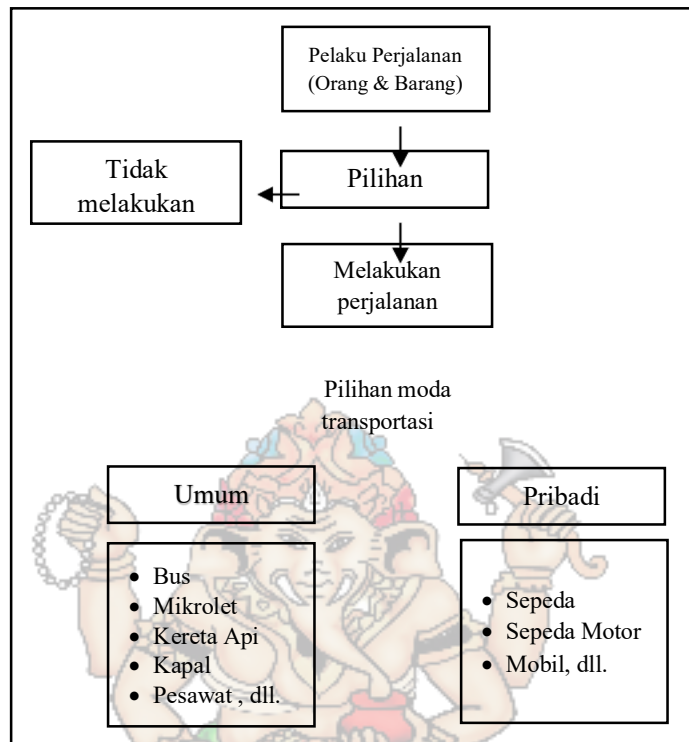 Pelaku Perjalanan
(Orang & Barang)
Tidak
melakukan
Pilihan
Melakukan
perjalanan
Pilihan moda
transportasi
Umum
Pribadi
• Bus
• Mikrolet
• Kereta Api
• Kapal
• Pesawat , dll.
• Sepeda
• Sepeda Motor
• Mobil, dll.